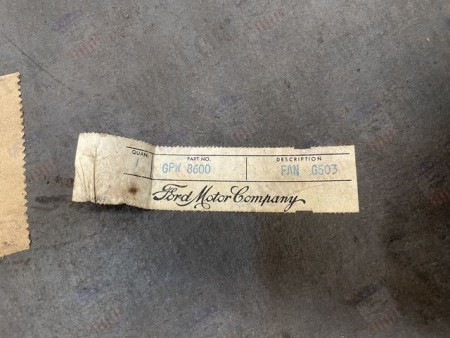 QUAN. PART NO. DESCRIPTION
1 GPW 8600 FAN G503
Ford Motor Company